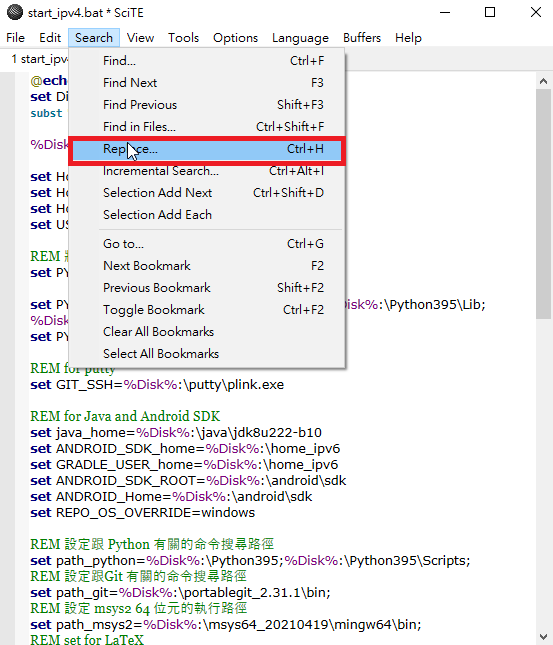 start_ipv4.bat * SciTE
File Edit Search View Tools Options Language Buffers Help
1 start_ipv
Find... Ctrl+F
Find Next F3
Find Previous Shift+F3
Find in Files... Ctrl+Shift+F
Replace... Ctrl+H
Incremental Search... Ctrl+Alt+I
Selection Add Next Ctrl+Shift+D
Selection Add Each
Go to... Ctrl+G
Next Bookmark F2
Previous Bookmark Shift+F2
Toggle Bookmark Ctrl+F2
Clear All Bookmarks
Select All Bookmarks
@ech
set Di
subst
%Disk
set Ho
set Ho
set Ho
set US
REM
set PY
set PY Disk%:\Python395\Lib;
%Disk
set PY
REM for putty
set GIT_SSH=%Disk%:\putty\plink.exe
REM for Java and Android SDK
set java_home=%Disk%:\java\jdk8u222-b10
set ANDROID_SDK_home=%Disk%:\home_ipv6
set GRADLE_USER_home=%Disk%:\home_ipv6
set ANDROID_SDK_ROOT=%Disk%:\android\sdk
set ANDROID_Home=%Disk%:\android\sdk
set REPO_OS_OVERRIDE=windows
REM 設定跟 Python 有關的命令搜尋路徑
set path_python=%Disk%:\Python395;%Disk%:\Python395\Scripts;
REM 設定跟Git 有關的命令搜尋路徑
set path_git=%Disk%:\portablegit_2.31.1\bin;
REM 設定 msys2 64 位元的執行路徑
set path_msys2=%Disk%:\msys64_20210419\mingw64\bin;
REM set for LaTeX